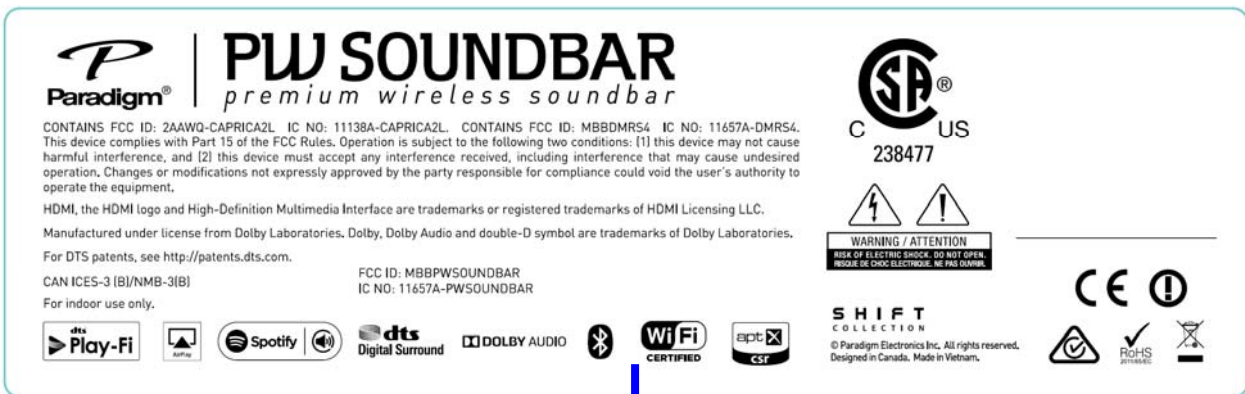 Paradigm®
PW SOUNDBAR
premium wireless soundbar
CONTAINS FCC ID: 2AAWQ-CAPRICA2L IC NO: 11138A-CAPRICA2L. CONTAINS FCC ID: MBBDMRS4 IC NO: 11657A-DMRS4.
This device complies with Part 15 of the FCC Rules. Operation is subject to the following two conditions: (1) this device may not cause
harmful interference, and (2) this device must accept any interference received, including interference that may cause undesired
operation. Changes or modifications not expressly approved by the party responsible for compliance could void the user's authority to
operate the equipment.
HDMI, the HDMI logo and High-Definition Multimedia Interface are trademarks or registered trademarks of HDMI Licensing LLC.
Manufactured under license from Dolby Laboratories. Dolby, Dolby Audio and double-D symbol are trademarks of Dolby Laboratories.
For DTS patents, see http://patents.dts.com.
CAN ICES-3 (B)/NMB-3(B)
For indoor use only.
FCC ID: MBBPWSOUNDBAR
IC NO: 11657A-PWSOUNDBAR
dts
Play-Fi
AirPlay
Spotify
dts
Digital Surround
DOLBY AUDIO
Wi Fi
CERTIFIED
aptX
csr
CSA®
C US
238477
WARNING / ATTENTION
RISK OF ELECTRIC SHOCK. DO NOT OPEN.
RISQUE DE CHOC ELECTRIQUE. NE PAS OUVRIR.
SHIFT
COLLECTION
© Paradigm Electronics Inc. All rights reserved.
Designed in Canada. Made in Vietnam.
CE
RoHS
2011/65/EC